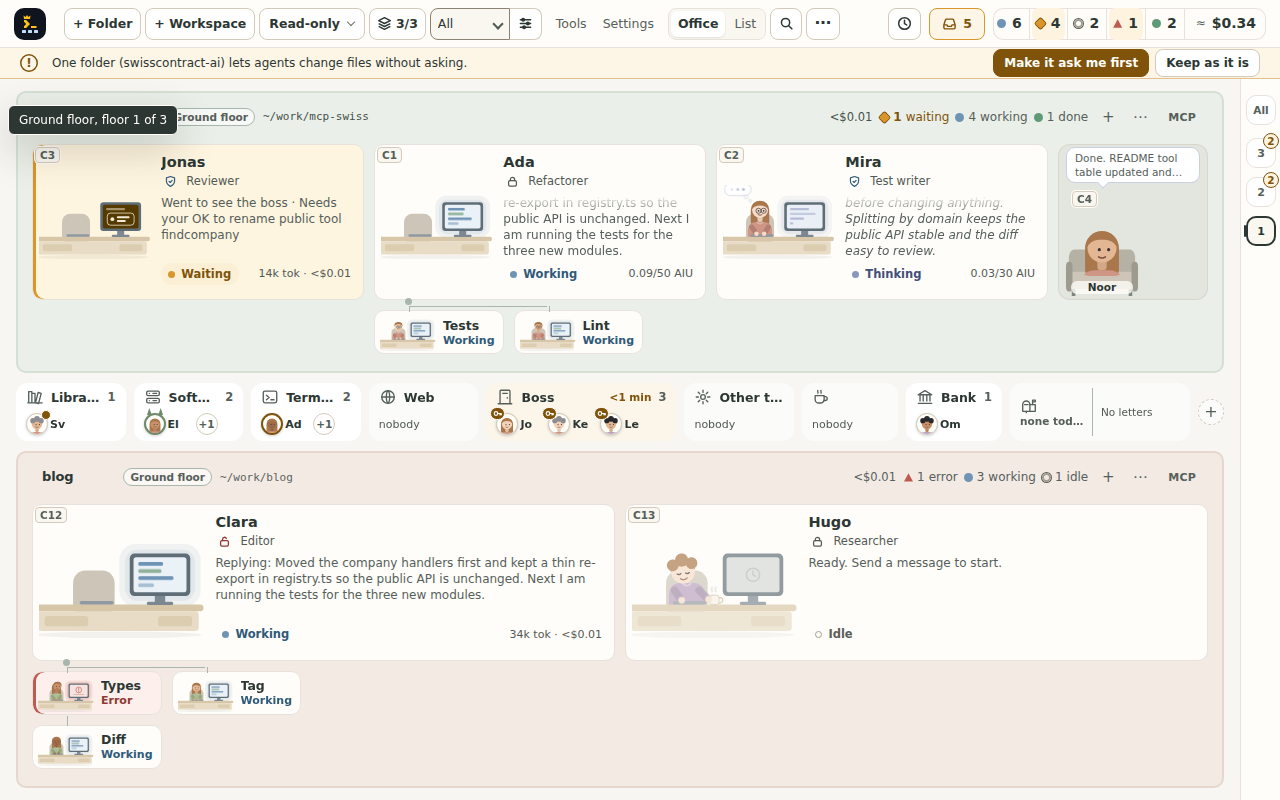 + Folder
+ Workspace
Read-only
3/3
All
Tools
Settings
Office
List
5
6
4
2
1
2
≈ $0.34
One folder (swisscontract-ai) lets agents change files without asking.
Make it ask me first
Keep as it is
Ground floor, floor 1 of 3
Ground floor
~/work/mcp-swiss
<$0.01
1 waiting
4 working
1 done
+
MCP
C3
Jonas
Reviewer
Went to see the boss · Needs
your OK to rename public tool
findcompany
Waiting
14k tok · <$0.01
C1
Ada
Refactorer
re-export in registry.ts so the
public API is unchanged. Next I
am running the tests for the
three new modules.
Working
0.09/50 AIU
C2
Mira
Test writer
before changing anything.
Splitting by domain keeps the
public API stable and the diff
easy to review.
Thinking
0.03/30 AIU
Done. README tool
table updated and...
C4
Noor
Tests
Working
Lint
Working
All
2
3
2
2
1
Libra... 1
Sv
Soft... 2
El
+1
Term... 2
Ad
+1
Web
nobody
Boss
<1 min 3
Jo
Ke
Le
Other t...
nobody
nobody
Bank 1
Om
none tod...
No letters
+
blog
Ground floor
~/work/blog
<$0.01
1 error
3 working
1 idle
+
MCP
C12
Clara
Editor
Replying: Moved the company handlers first and kept a thin re-
export in registry.ts so the public API is unchanged. Next I am
running the tests for the three new modules.
Working
34k tok · <$0.01
C13
Hugo
Researcher
Ready. Send a message to start.
Idle
Types
Error
Tag
Working
Diff
Working